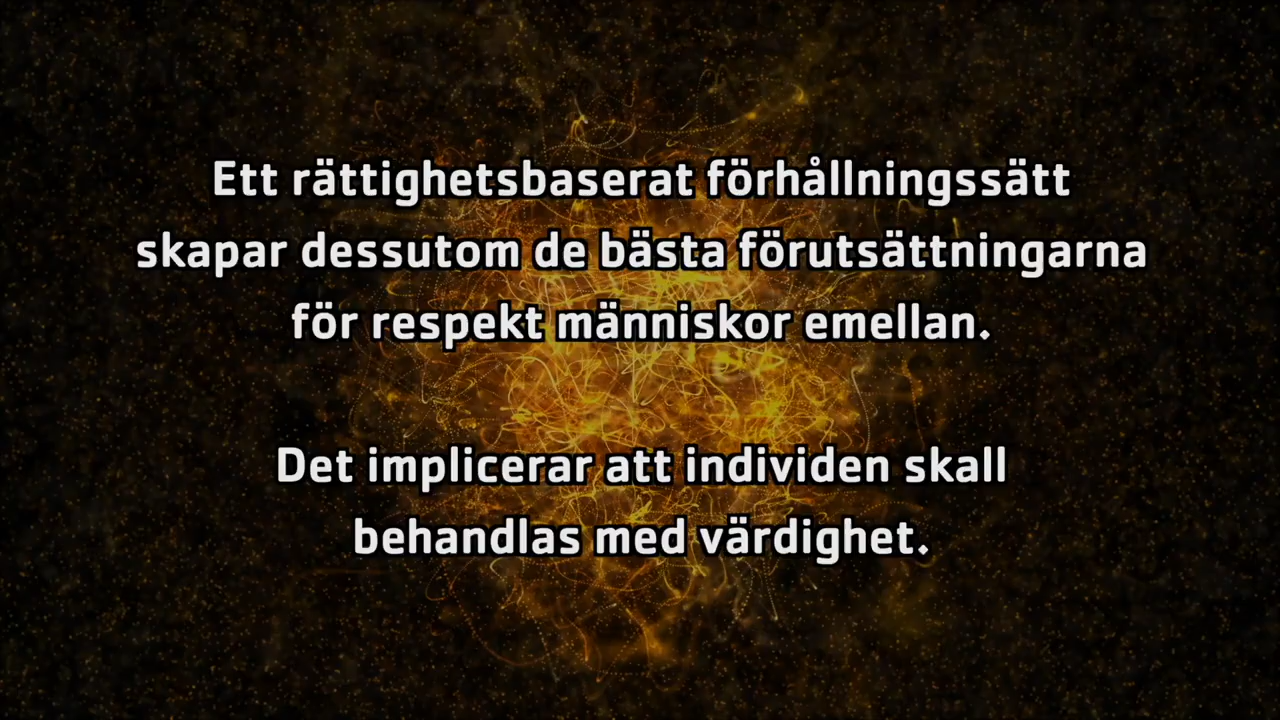 Ett rättighetsbaserat förhållningssätt
skapar dessutom de bästa förutsättningarna
för respekt människor emellan.
Det implicerar att individen skall
behandlas med värdighet.